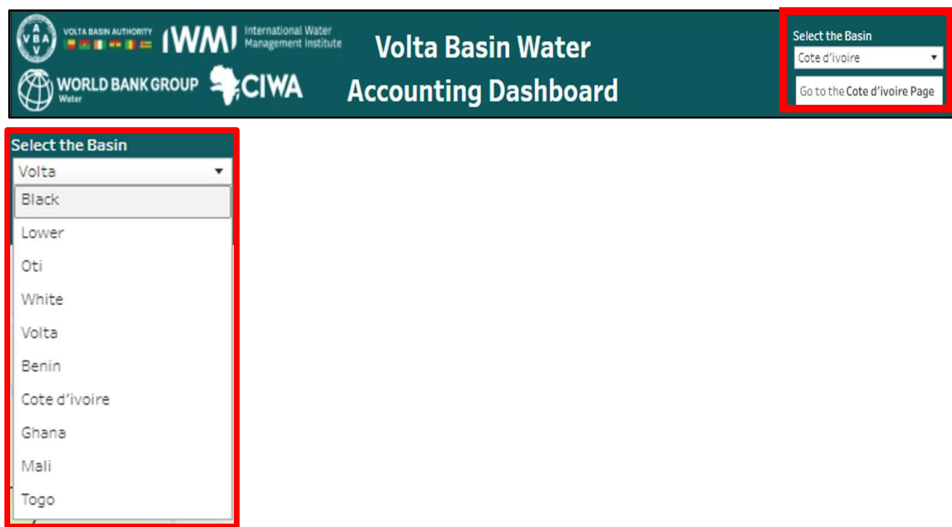 VOLTA BASIN AUTHORITY
V
A
B
A
V
IWMI
International Water
Management Institute
WORLD BANK GROUP
Water
CIWA
Volta Basin Water
Accounting Dashboard
Select the Basin
Cote d'ivoire
Go to the Cote d'ivoire Page
Select the Basin
Volta
Black
Lower
Oti
White
Volta
Benin
Cote d'ivoire
Ghana
Mali
Togo